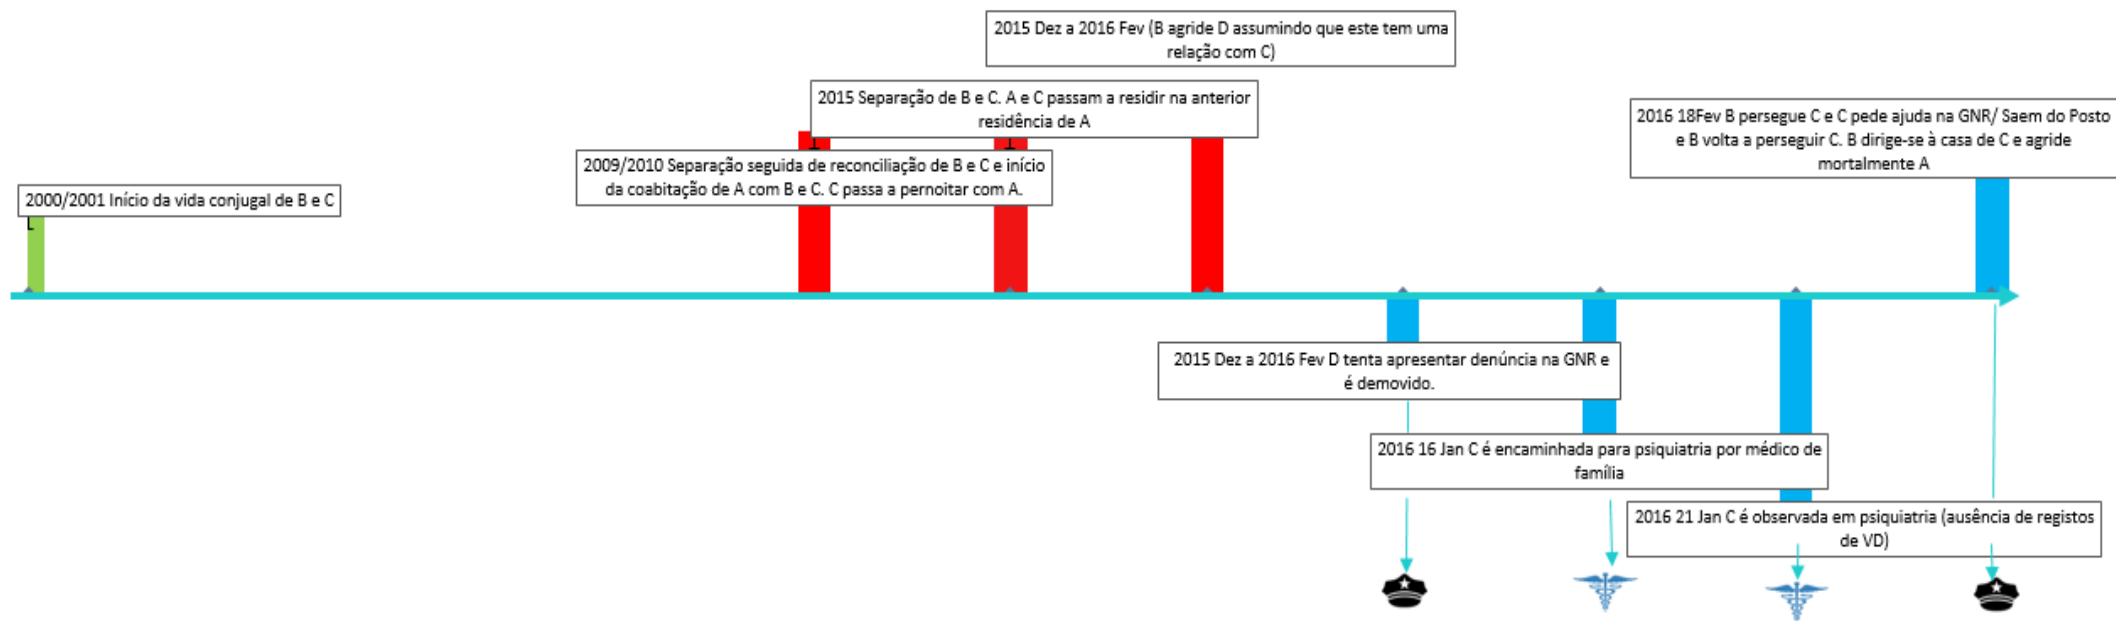 2015 Dez a 2016 Fev (B agride D assumindo que este tem uma
relação com C)
2015 Separação de B e C. A e C passam a residir na anterior
residência de A
2016 18Fev B persegue C e C pede ajuda na GNR/ Saem do Posto
e B volta a perseguir C. B dirige-se à casa de C e agride
mortalmente A
2009/2010 Separação seguida de reconciliação de B e C e início
da coabitação de A com B e C. C passa a pernoitar com A.
2000/2001 Início da vida conjugal de B e C
2015 Dez a 2016 Fev D tenta apresentar denúncia na GNR e
é demovido.
2016 16 Jan C é encaminhada para psiquiatria por médico de
família
2016 21 Jan C é observada em psiquiatria (ausência de registos
de VD)